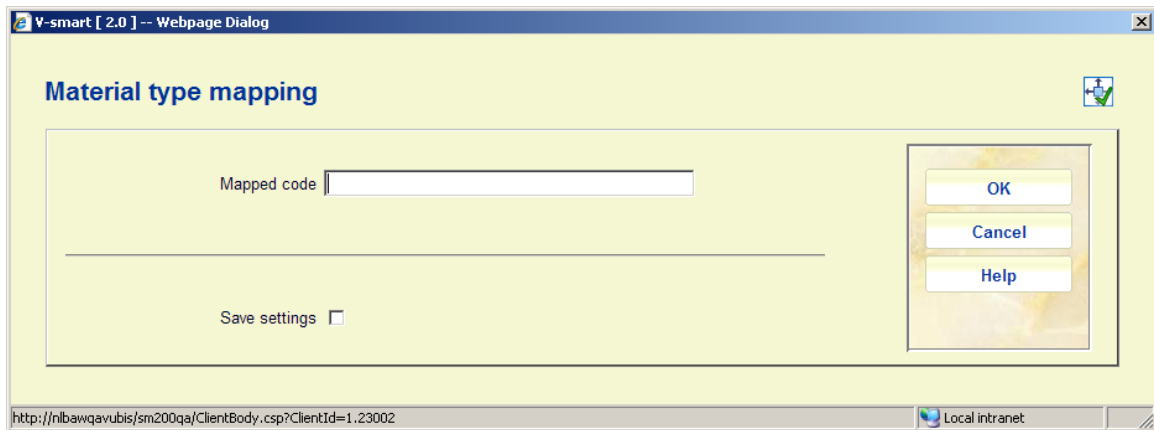 V-smart [ 2.0 ] -- Webpage Dialog
Material type mapping
Mapped code
OK
Cancel
Help
Save settings
http://nlbawqavubis/sm200qa/ClientBody.csp?ClientId=1.23002
Local intranet